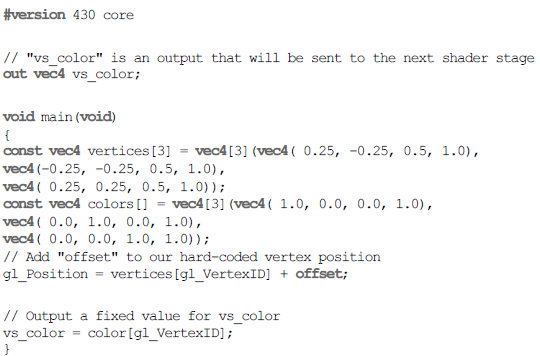 #version 430 core
// "vs_color" is an output that will be sent to the next shader stage
out vec4 vs_color;
void main(void)
{
const vec4 vertices[3] = vec4[3](vec4( 0.25, -0.25, 0.5, 1.0),
vec4(-0.25, -0.25, 0.5, 1.0),
vec4( 0.25, 0.25, 0.5, 1.0));
const vec4 colors[] = vec4[3](vec4( 1.0, 0.0, 0.0, 1.0),
vec4( 0.0, 1.0, 0.0, 1.0),
vec4( 0.0, 0.0, 1.0, 1.0));
// Add "offset" to our hard-coded vertex position
gl_Position = vertices[gl_VertexID] + offset;
// Output a fixed value for vs_color
vs_color = color[gl_VertexID];
}